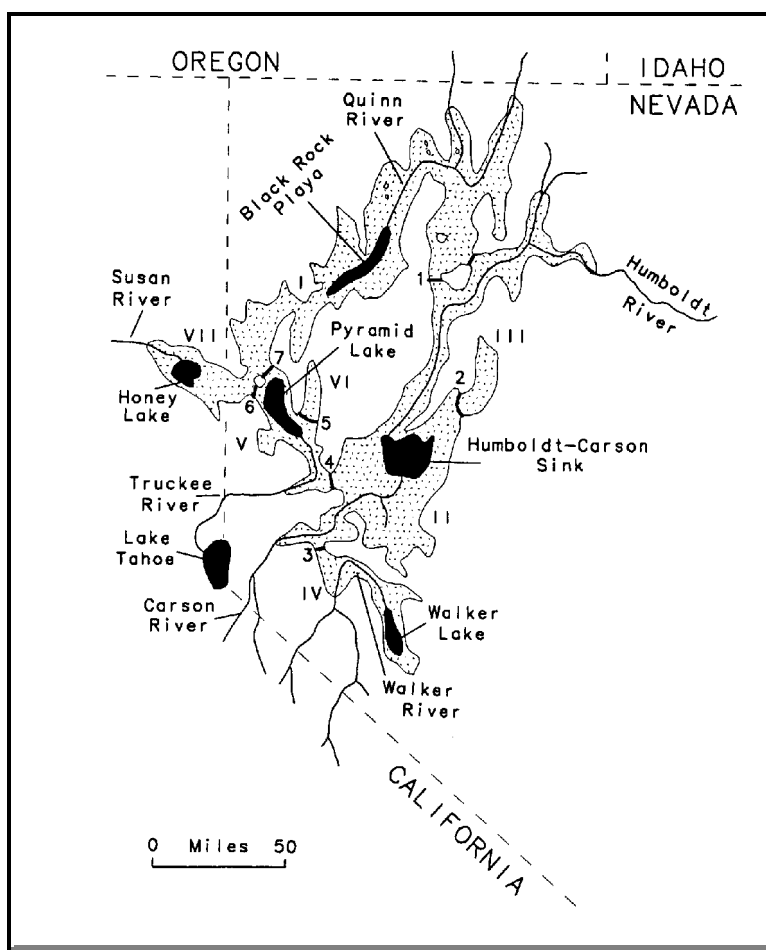 OREGON
IDAHO
NEVADA
Quinn
River
Black Rock
Playa
I
1
Humboldt
River
Susan
River
VII
7
Pyramid
Lake
III
2
VI
Honey
Lake
6
5
V
4
Humboldt-Carson
Sink
Truckee
River
II
Lake
Tahoe
3
IV
Carson
River
Walker
Lake
Walker
River
CALIFORNIA
0 Miles 50